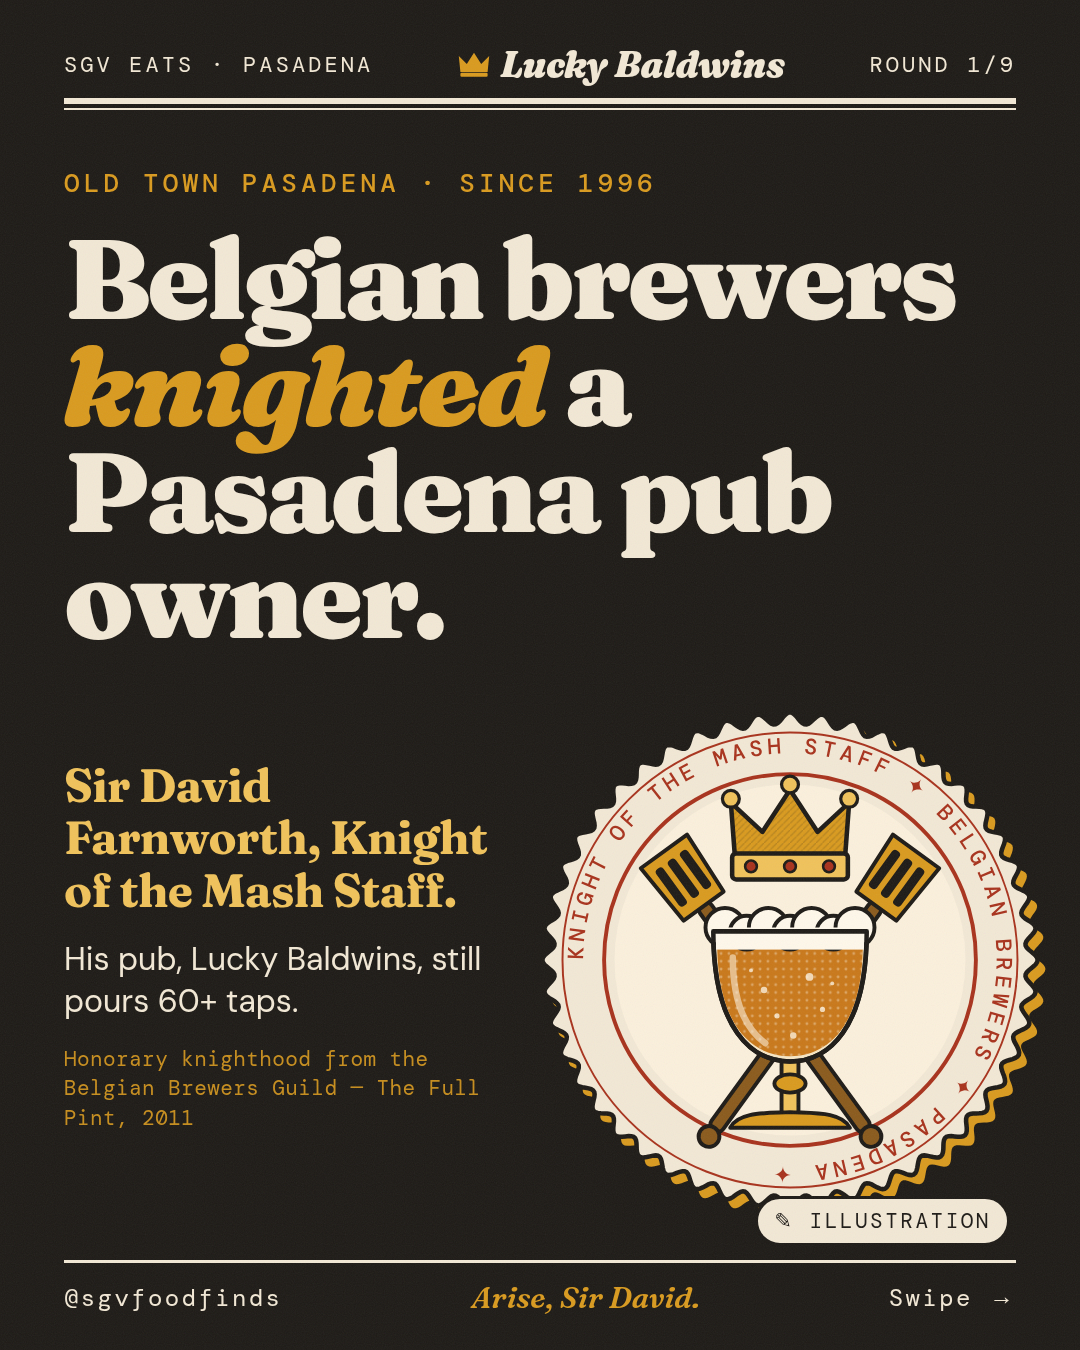 SGV EATS · PASADENA
Lucky Baldwins
ROUND 1/9
OLD TOWN PASADENA · SINCE 1996
Belgian brewers
knighted a
Pasadena pub
owner.
Sir David
Farnworth, Knight
of the Mash Staff.
His pub, Lucky Baldwins, still
pours 60+ taps.
Honorary knighthood from the
Belgian Brewers Guild — The Full
Pint, 2011
KNIGHT OF THE MASH STAFF ✦ BELGIAN BREWERS ✦ PASADENA ✦
✎ ILLUSTRATION
@sgvfoodfinds
Arise, Sir David.
Swipe →